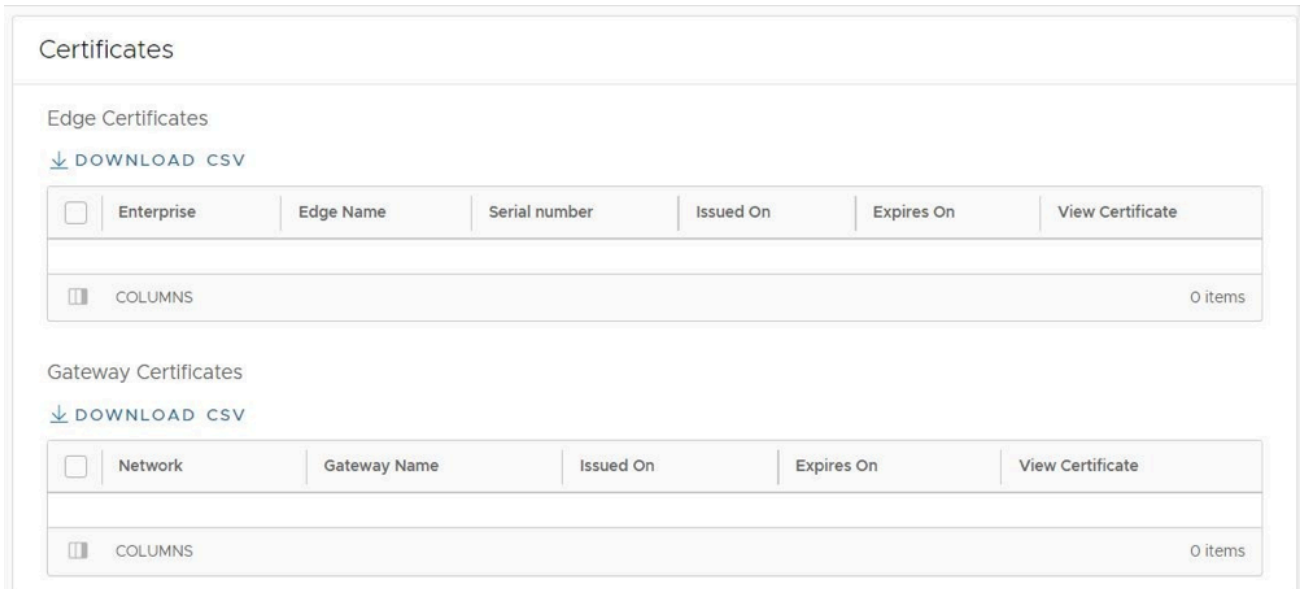 Certificates
Edge Certificates
DOWNLOAD CSV
Enterprise Edge Name Serial number Issued On Expires On View Certificate
COLUMNS 0 items
Gateway Certificates
DOWNLOAD CSV
Network Gateway Name Issued On Expires On View Certificate
COLUMNS 0 items